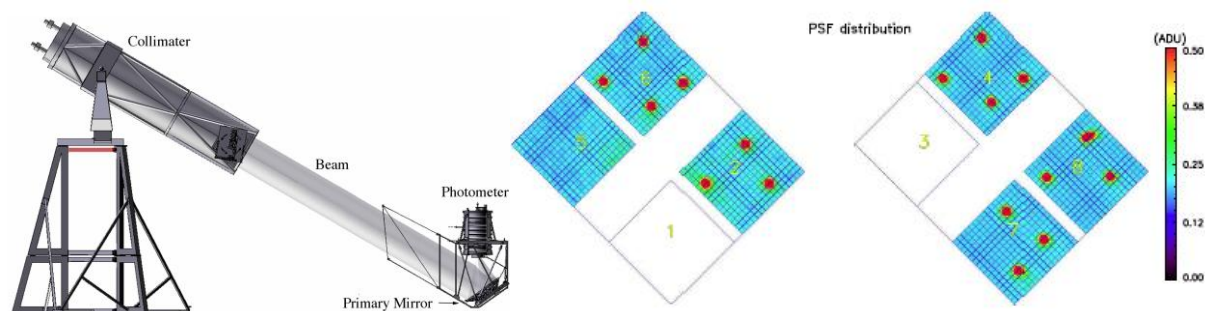 Collimater
Beam
Photometer
Primary Mirror
PSF distribution
(ADU)
0.50
0.38
0.25
0.12
0.00
6
5
2
1
4
3
8
7